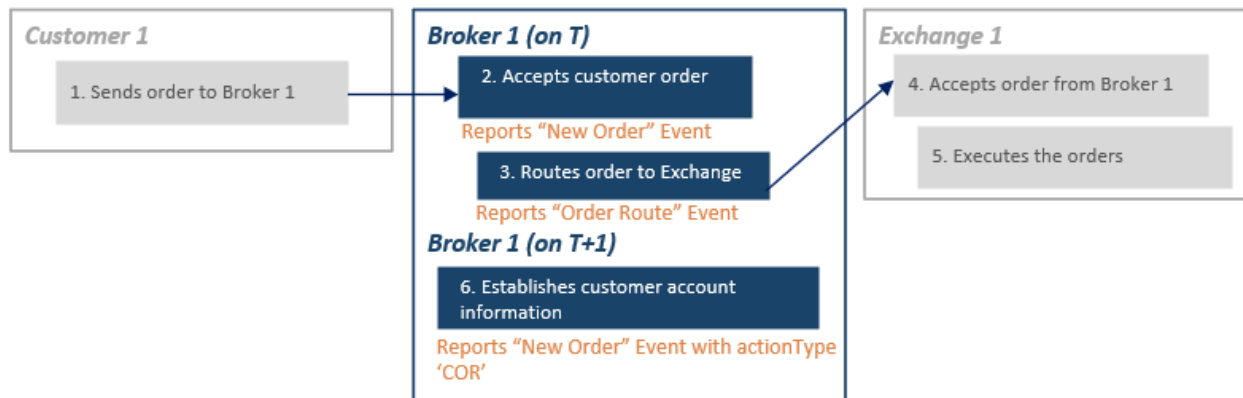 Customer 1
1. Sends order to Broker 1
Broker 1 (on T)
2. Accepts customer order
Reports “New Order” Event
3. Routes order to Exchange
Reports “Order Route” Event
Broker 1 (on T+1)
6. Establishes customer account
information
Reports “New Order” Event with actionType
‘COR’
Exchange 1
4. Accepts order from Broker 1
5. Executes the orders